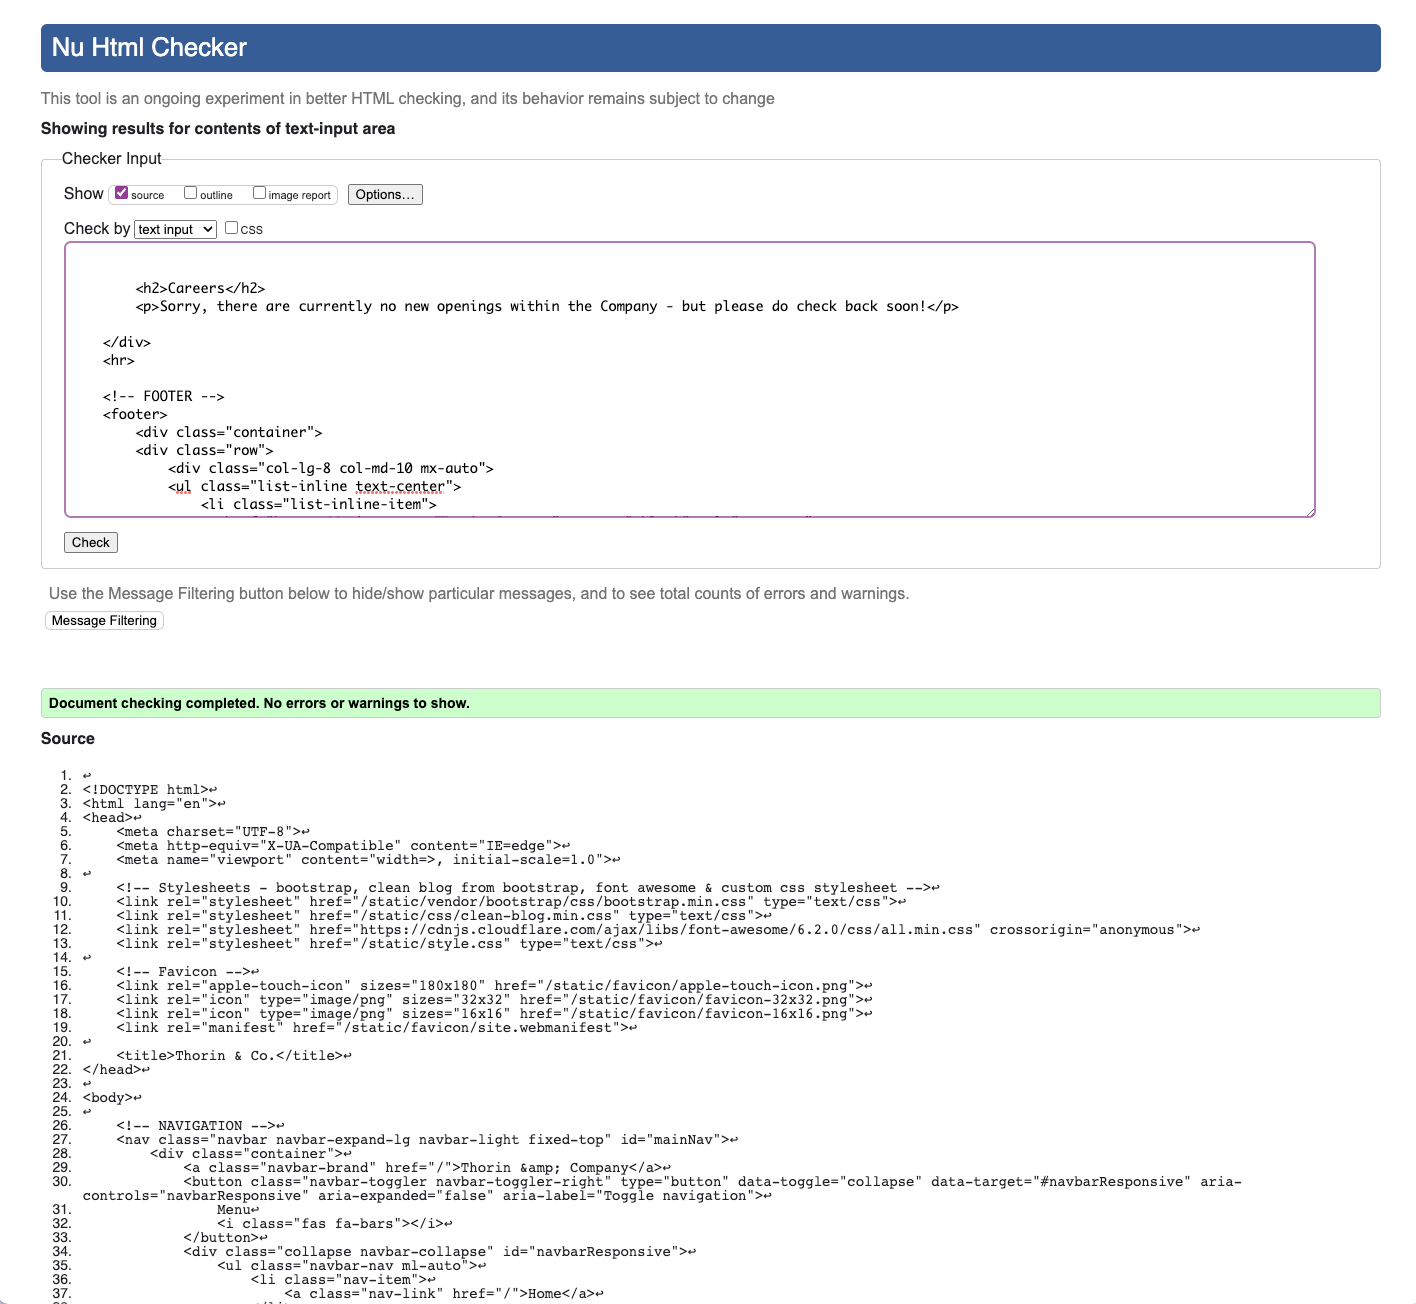 Nu Html Checker
This tool is an ongoing experiment in better HTML checking, and its behavior remains subject to change
Showing results for contents of text-input area
Checker Input
Show source outline image report Options...
Check by text input css
<h2>Careers</h2>
<p>Sorry, there are currently no new openings within the Company - but please do check back soon!</p>
</div>
<hr>
<!-- FOOTER -->
<footer>
<div class="container">
<div class="row">
<div class="col-lg-8 col-md-10 mx-auto">
<ul class="list-inline text-center">
<li class="list-inline-item">
Check
Use the Message Filtering button below to hide/show particular messages, and to see total counts of errors and warnings.
Message Filtering
Document checking completed. No errors or warnings to show.
Source
1. ↩
2. <!DOCTYPE html>↩
3. <html lang="en">↩
4. <head>↩
5. <meta charset="UTF-8">↩
6. <meta http-equiv="X-UA-Compatible" content="IE=edge">↩
7. <meta name="viewport" content="width=>, initial-scale=1.0">↩
8. ↩
9. <!-- Stylesheets - bootstrap, clean blog from bootstrap, font awesome & custom css stylesheet -->↩
10. <link rel="stylesheet" href="/static/vendor/bootstrap/css/bootstrap.min.css" type="text/css">↩
11. <link rel="stylesheet" href="/static/css/clean-blog.min.css" type="text/css">↩
12. <link rel="stylesheet" href="https://cdnjs.cloudflare.com/ajax/libs/font-awesome/6.2.0/css/all.min.css" crossorigin="anonymous">↩
13. <link rel="stylesheet" href="/static/style.css" type="text/css">↩
14. ↩
15. <!-- Favicon -->↩
16. <link rel="apple-touch-icon" sizes="180x180" href="/static/favicon/apple-touch-icon.png">↩
17. <link rel="icon" type="image/png" sizes="32x32" href="/static/favicon/favicon-32x32.png">↩
18. <link rel="icon" type="image/png" sizes="16x16" href="/static/favicon/favicon-16x16.png">↩
19. <link rel="manifest" href="/static/favicon/site.webmanifest">↩
20. ↩
21. <title>Thorin & Co.</title>↩
22. </head>↩
23. ↩
24. <body>↩
25. ↩
26. <!-- NAVIGATION -->↩
27. <nav class="navbar navbar-expand-lg navbar-light fixed-top" id="mainNav">↩
28. <div class="container">↩
29. <a class="navbar-brand" href="/">Thorin &amp; Company</a>↩
30. <button class="navbar-toggler navbar-toggler-right" type="button" data-toggle="collapse" data-target="#navbarResponsive" aria-
controls="navbarResponsive" aria-expanded="false" aria-label="Toggle navigation">↩
31. Menu↩
32. <i class="fas fa-bars"></i>↩
33. </button>↩
34. <div class="collapse navbar-collapse" id="navbarResponsive">↩
35. <ul class="navbar-nav ml-auto">↩
36. <li class="nav-item">↩
37. <a class="nav-link" href="/">Home</a>↩